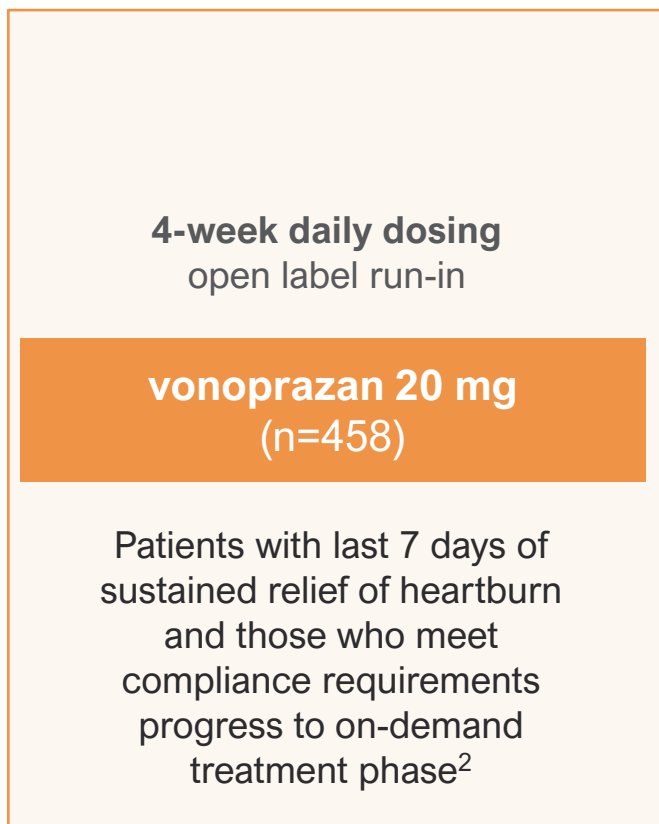 4-week daily dosing
open label run-in
vonoprazan 20 mg
(n=458)
Patients with last 7 days of
sustained relief of heartburn
and those who meet
compliance requirements
progress to on-demand
treatment phase2